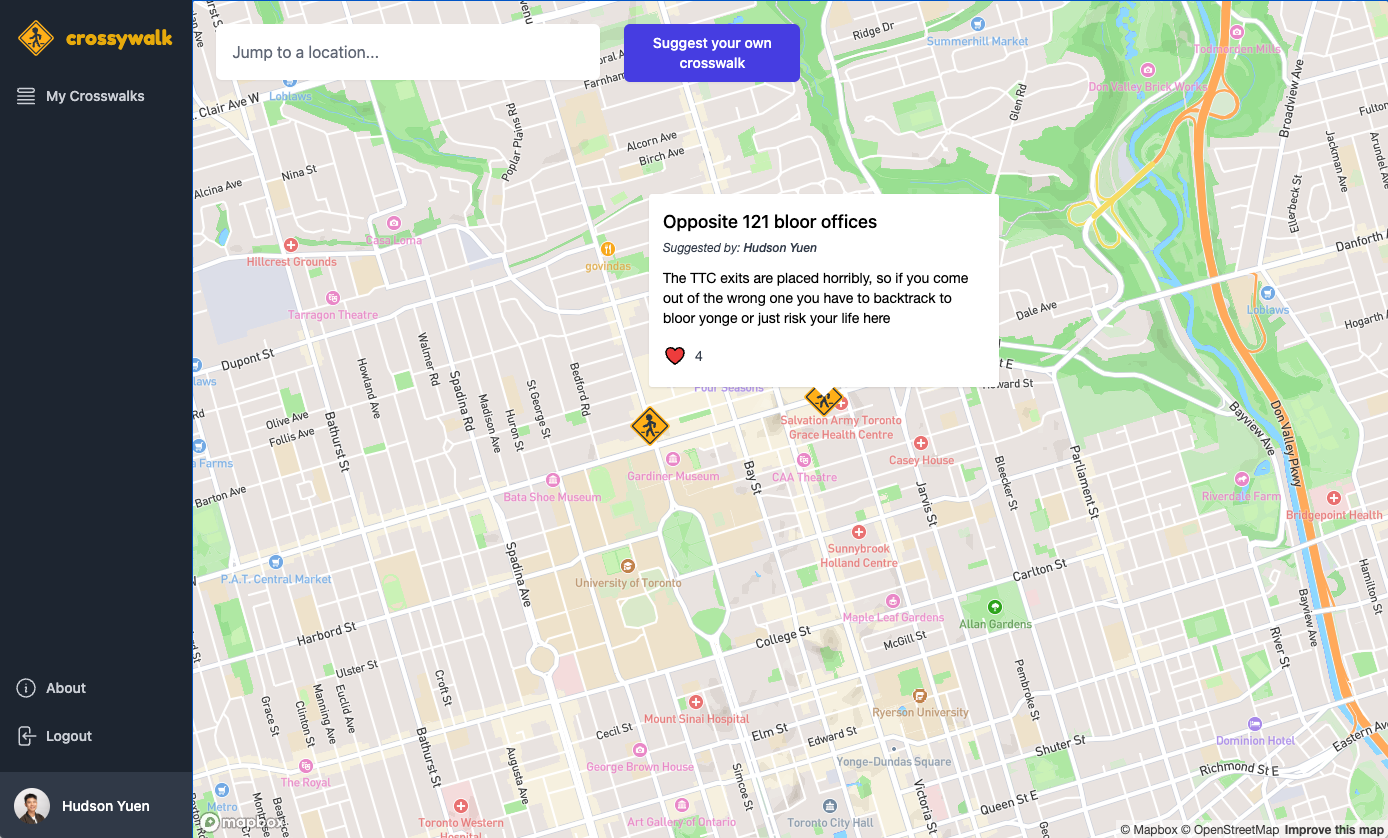 crossywalk
My Crosswalks
About
Logout
Hudson Yuen
Jump to a location...
Suggest your own
crosswalk
Opposite 121 bloor offices
Suggested by: Hudson Yuen
The TTC exits are placed horribly, so if you come
out of the wrong one you have to backtrack to
bloor yonge or just risk your life here
4
Ridge Dr
Summerhill Market
Todmorden Mills
Don Valley Brick Works
Loblaws
Clair Ave W
Farnham
Poplar Plains Rd
Alcorn Ave
Birch Ave
Glen Rd
Broadview Ave
Fulton
Jackman Ave
Arundel
Ellerbeck St
Danforth
Nina St
Alcina Ave
Casa Loma
Hillcrest Grounds
govindas
Tarragon Theatre
Dale Ave
Loblaws
Hogarth
Dupont St
Howland Ave
Walmer Rd
Spadina Rd
Madison Ave
Huron St
St George St
Bedford Rd
Four Seasons
Howard St
Olive Ave
Follis Ave
Bathurst St
Farms
Barton Ave
Salvation Army Toronto
Grace Health Centre
Casey House
Gardiner Museum
Bay St
CAA Theatre
Bata Shoe Museum
Jarvis St
Bleecker St
Parliament St
Bayview Ave
Don Valley Pkwy
Riverdale Farm
Bridgepoint Health
Sunnybrook
Holland Centre
P.A.T. Central Market
Spadina Ave
University of Toronto
Carlton St
Maple Leaf Gardens
Allan Gardens
Hamilton St
Bayview Ave
Harbord St
College St
McGill St
River St
Ulster St
Croft St
Euclid Ave
Manning Ave
Clinton St
Grace St
Pembroke St
Mount Sinai Hospital
Ryerson University
Cecil St
Elm St
Edward St
Dominion Hotel
Eastern Av
Bathurst St
Augusta Ave
George Brown House
Simcoe St
Yonge-Dundas Square
Shuter St
Richmond St E
The Royal
Metro
Toronto Western
Hospital
Art Gallery of Ontario
Toronto City Hall
Victoria St
Queen St E
mapbox
© Mapbox © OpenStreetMap Improve this map